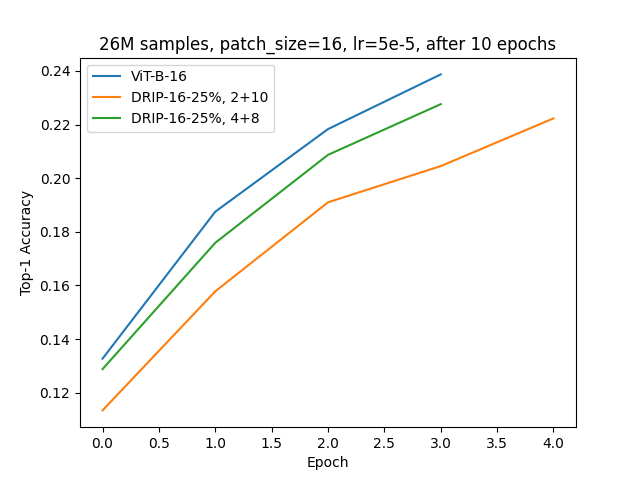 26M samples, patch_size=16, lr=5e-5, after 10 epochs
ViT-B-16
DRIP-16-25%, 2+10
DRIP-16-25%, 4+8
Top-1 Accuracy
0.24
0.22
0.20
0.18
0.16
0.14
0.12
0.0 0.5 1.0 1.5 2.0 2.5 3.0 3.5 4.0
Epoch